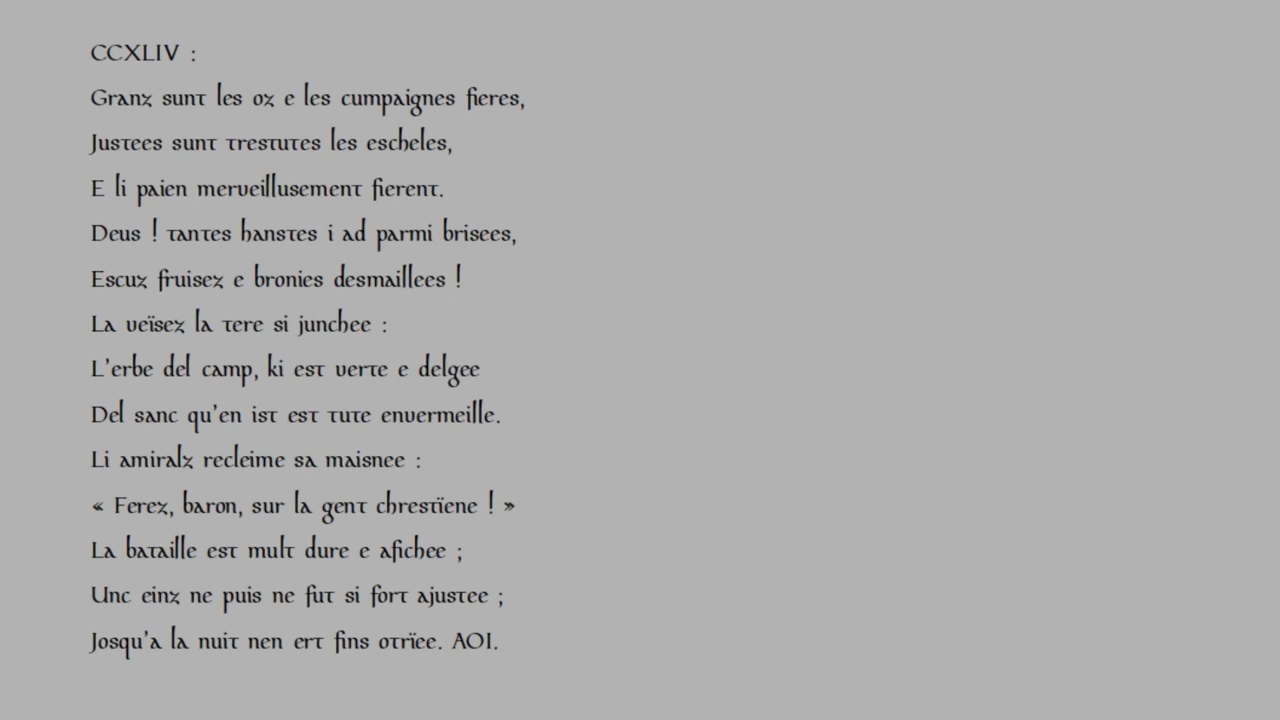 CCXLIV :
Granz sunt les oz e les cumpaignes fieres,
Justees sunt trestutes les escheles,
E li paien merveillusement fierent.
Deus ! tantes hanstes i ad parmi brisees,
Escuz fruisez e bronies desmaillees !
La veïsez la tere si junchee :
L'erbe del camp, ki est verte e delgee
Del sanc qu'en ist est tute envermeille.
Li amiralz recleime sa maisnee :
« Ferez, baron, sur la gent chrestïene ! »
La bataille est mult dure e afichee ;
Unc einz ne puis ne fut si fort ajustee ;
Josqu'a la nuit nen ert fins otrïee. AOI.